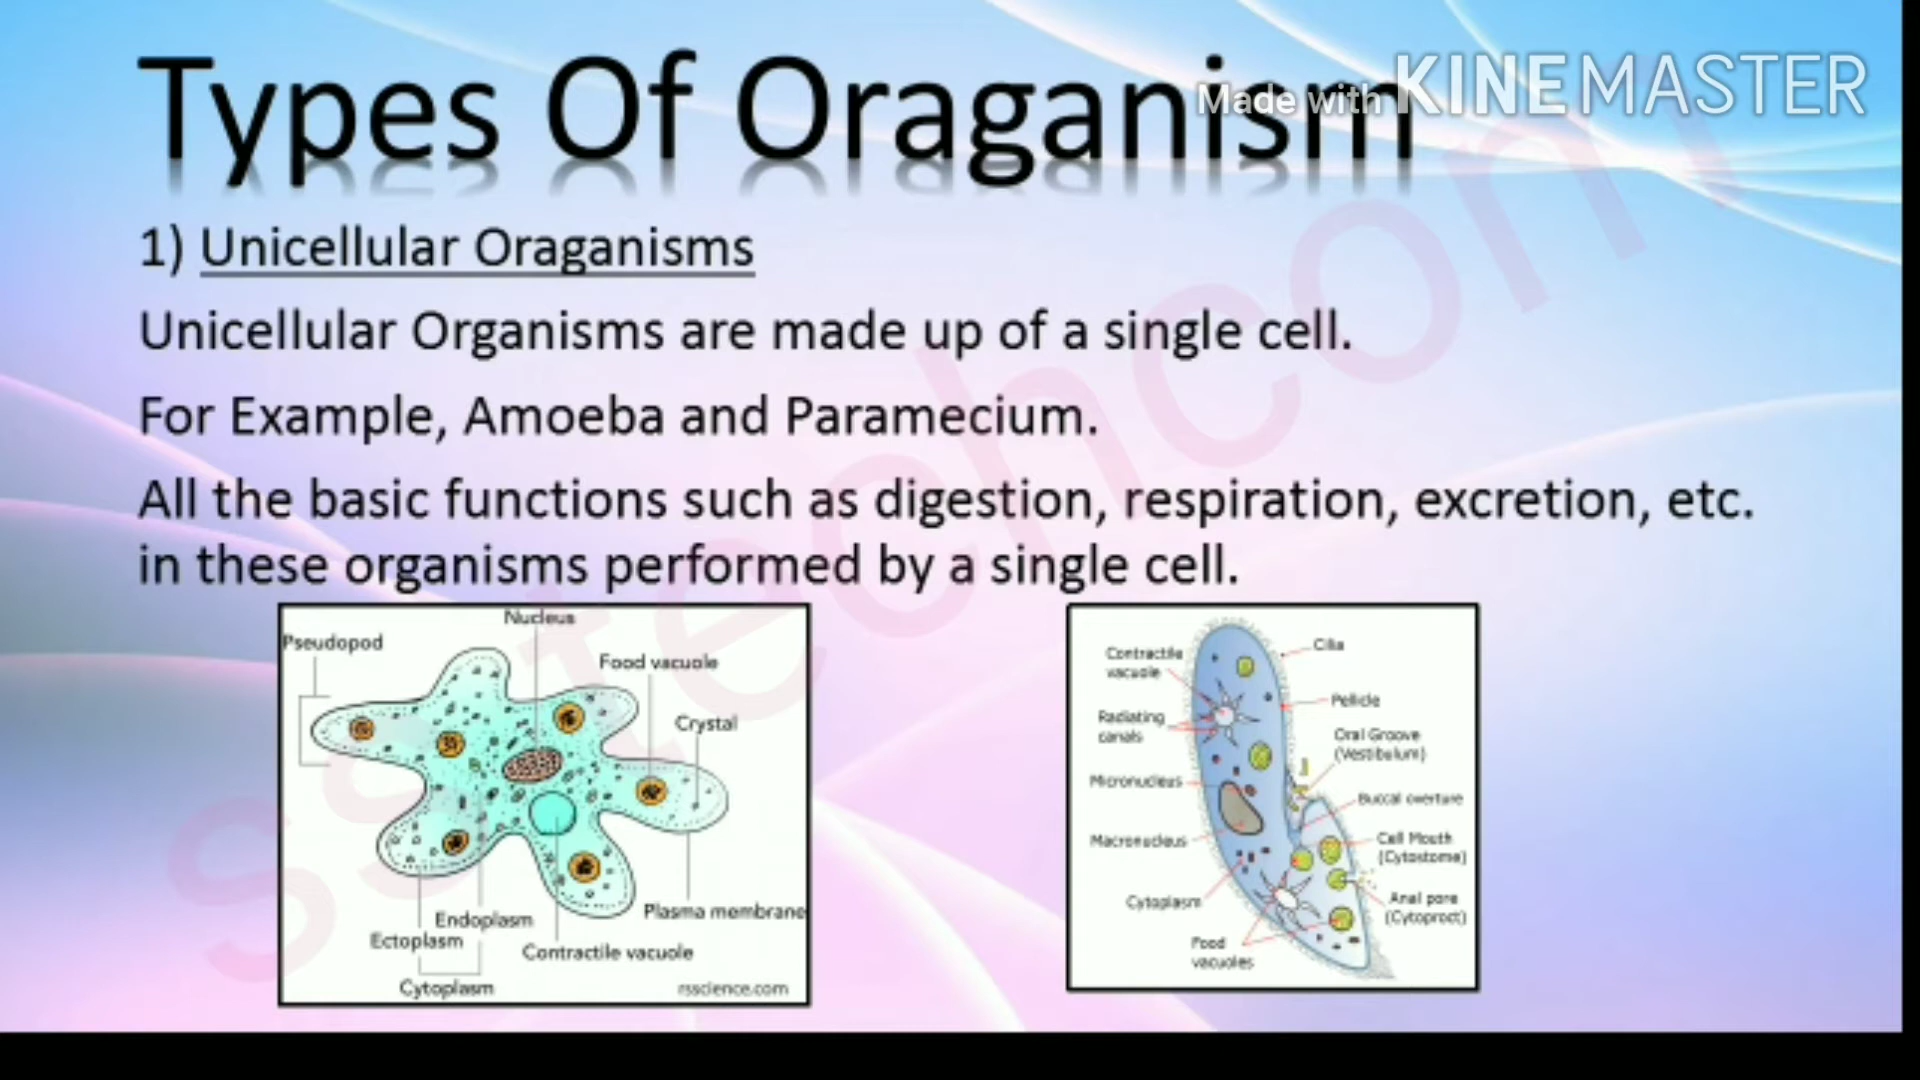 Types Of Oraganism
Made with KINEMASTER
1) Unicellular Oraganisms
Unicellular Organisms are made up of a single cell.
For Example, Amoeba and Paramecium.
All the basic functions such as digestion, respiration, excretion, etc.
in these organisms performed by a single cell.
Nucleus
Pseudopod
Food vacuole
Crystal
Plasma membrane
Endoplasm
Ectoplasm
Contractile vacuole
Cytoplasm
rsscience.com
Contractile
vacuole
Cilia
Pellicle
Radiating
canals
Oral Groove
(Vestibulum)
Micronucleus
Buccal overture
Macronucleus
Cell Mouth
(Cytostome)
Cytoplasm
Anal pore
(Cytoproct)
Food
vacuoles